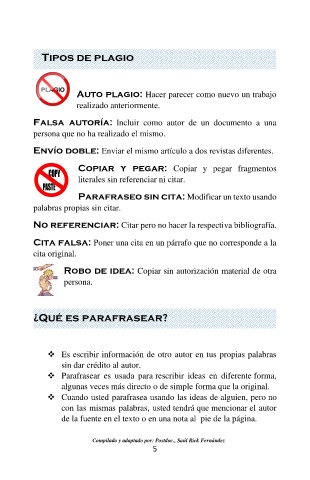 Tipos de plagio
PLAGIO
Auto plagio: Hacer parecer como nuevo un trabajo
realizado anteriormente.
Falsa autoría: Incluir como autor de un documento a una
persona que no ha realizado el mismo.
Envío doble: Enviar el mismo artículo a dos revistas diferentes.
COPY
PASTE
Copiar y pegar: Copiar y pegar fragmentos
literales sin referenciar ni citar.
Parafraseo sin cita: Modificar un texto usando
palabras propias sin citar.
No referenciar: Citar pero no hacer la respectiva bibliografía.
Cita falsa: Poner una cita en un párrafo que no corresponde a la
cita original.
Robo de idea: Copiar sin autorización material de otra
persona.
¿Qué es parafrasear?
❖ Es escribir información de otro autor en tus propias palabras
sin dar crédito al autor.
❖ Parafrasear es usada para rescribir ideas en diferente forma,
algunas veces más directo o de simple forma que la original.
❖ Cuando usted parafrasea usando las ideas de alguien, pero no
con las mismas palabras, usted tendrá que mencionar el autor
de la fuente en el texto o en una nota al pie de la página.
Compilado y adaptado por: Postdoc., Saúl Rick Fernández
5